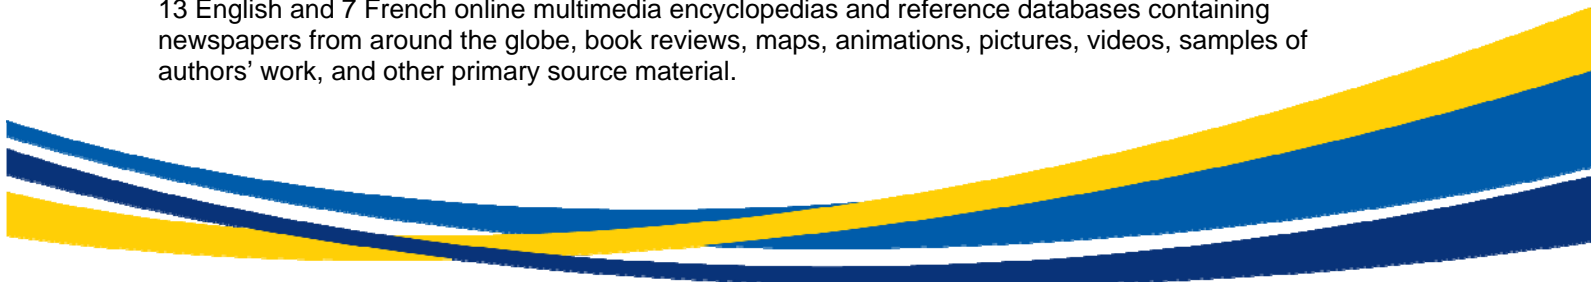 13 English and 7 French online multimedia encyclopedias and reference databases containing
newspapers from around the globe, book reviews, maps, animations, pictures, videos, samples of
authors’ work, and other primary source material.